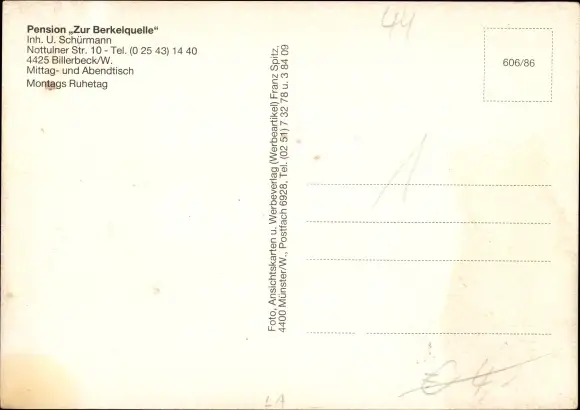 Pension „Zur Berkelquelle“
Inh. U. Schürmann
Nottulner Str. 10 - Tel. (0 25 43) 14 40
4425 Billerbeck/W.
Mittag- und Abendtisch
Montags Ruhetag
Foto, Ansichtskarten u. Werbeverlag (Werbeartikel) Franz Spitz,
4400 Münster/W., Postfach 6928, Tel. (02 51) 7 32 78 u. 3 84 09
44
606/86